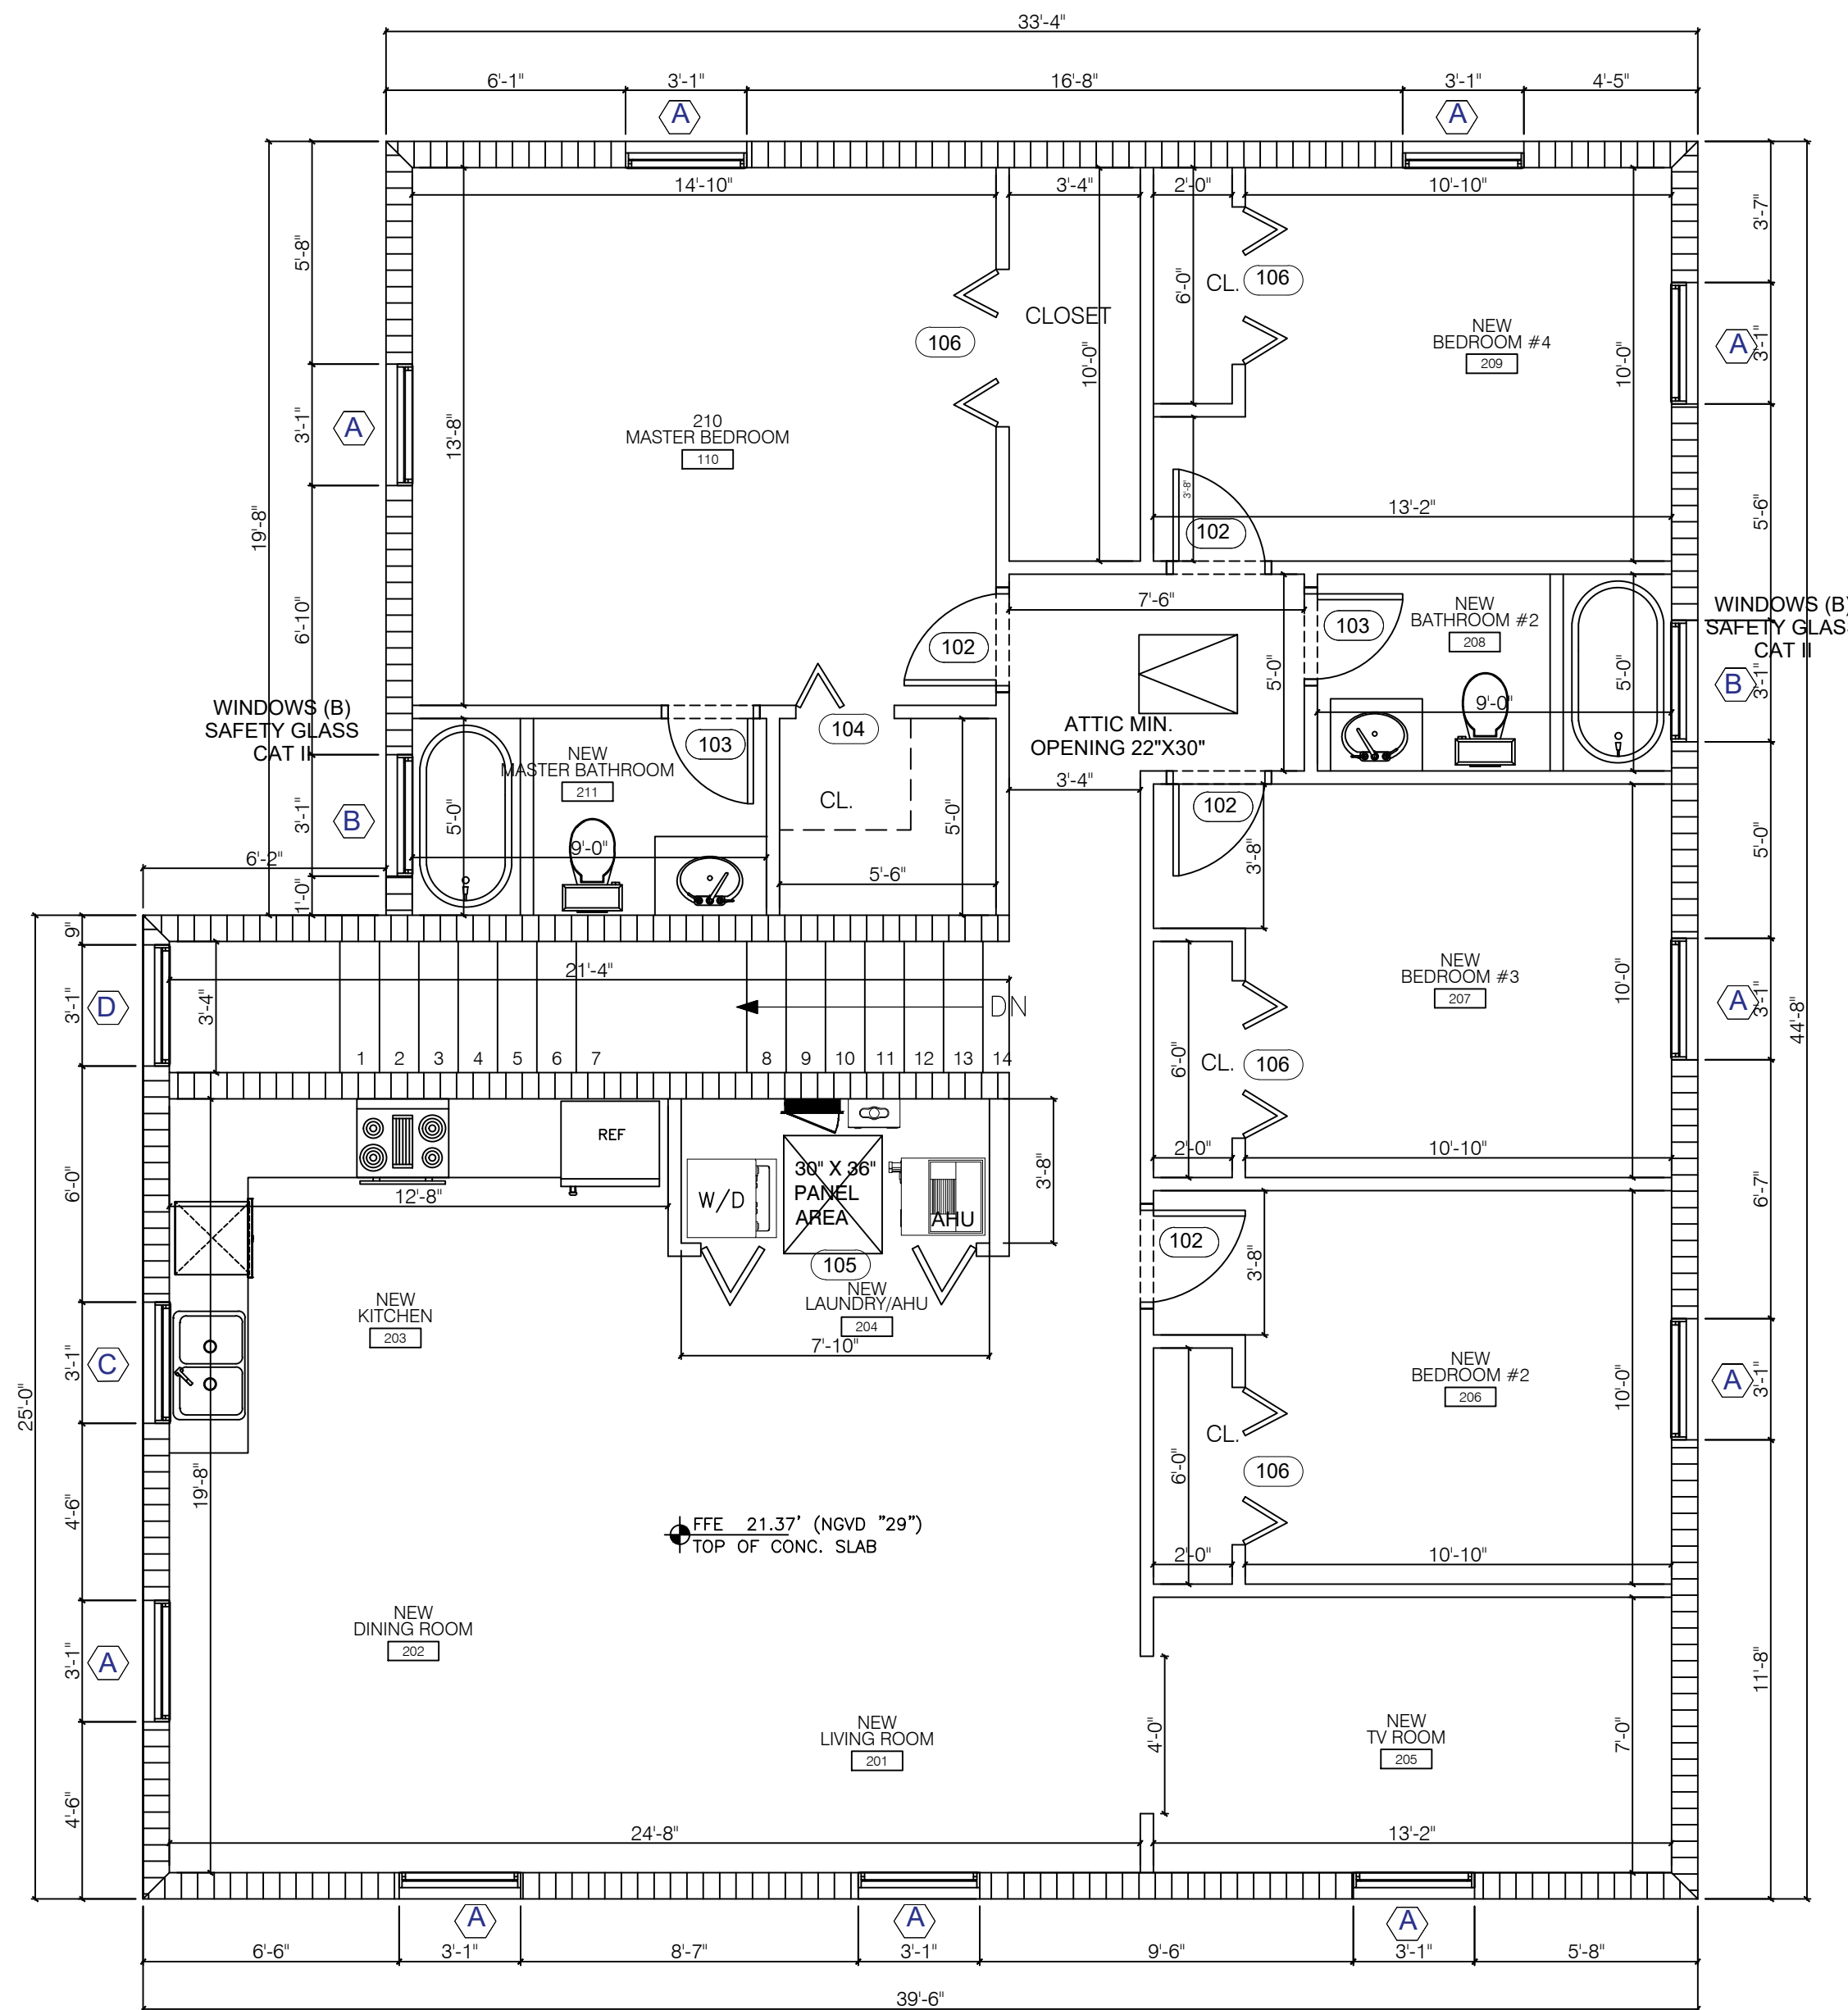 33'-4"
6'-1" 3'-1" 16'-8" 3'-1" 4'-5"
A A
14'-10" 3'-4" 2'-0" 10'-10"
3'-7"
5'-8"
6'-0" CL. 106
CLOSET
106
NEW
BEDROOM #4
209
A 3'-1"
10'-0"
10'-0"
A 3'-1"
13'-8"
210
MASTER BEDROOM
110
19'-8"
3'-8"
13'-2"
5'-6"
102
6'-10"
7'-6"
102
103
NEW
BATHROOM #2
208
WINDOWS (B)
SAFETY GLAS
CAT II
5'-0"
5'-0"
9'-0"
B 3'-1"
WINDOWS (B)
SAFETY GLASS
CAT II
103
104
ATTIC MIN.
OPENING 22"X30"
NEW
MASTER BATHROOM
211
3'-4"
CL.
102
B 3'-1"
5'-0"
9'-0"
5'-0"
5'-6"
3'-8"
5'-0"
6'-2"
1'-0"
9"
21'-4"
NEW
BEDROOM #3
207
10'-0"
D 3'-1"
3'-4"
DN
A 3'-1"
44'-8"
1 2 3 4 5 6 7 8 9 10 11 12 13 14
6'-0" CL. 106
REF
2'-0" 10'-10"
6'-0"
12'-8"
W/D
30" X 36"
PANEL
AREA
AHU
3'-8"
6'-7"
105
NEW
LAUNDRY/AHU
204
7'-10"
102
3'-8"
NEW
KITCHEN
203
C 3'-1"
25'-0"
NEW
BEDROOM #2
206
10'-0"
A 3'-1"
CL.
106
6'-0"
19'-8"
4'-6"
FFE 21.37' (NGVD "29")
TOP OF CONC. SLAB
2'-0" 10'-10"
NEW
DINING ROOM
202
A 3'-1"
11'-8"
NEW
LIVING ROOM
201
4'-0"
NEW
TV ROOM
205
7'-0"
4'-6"
24'-8" 13'-2"
A A A
6'-6" 3'-1" 8'-7" 3'-1" 9'-6" 3'-1" 5'-8"
39'-6"